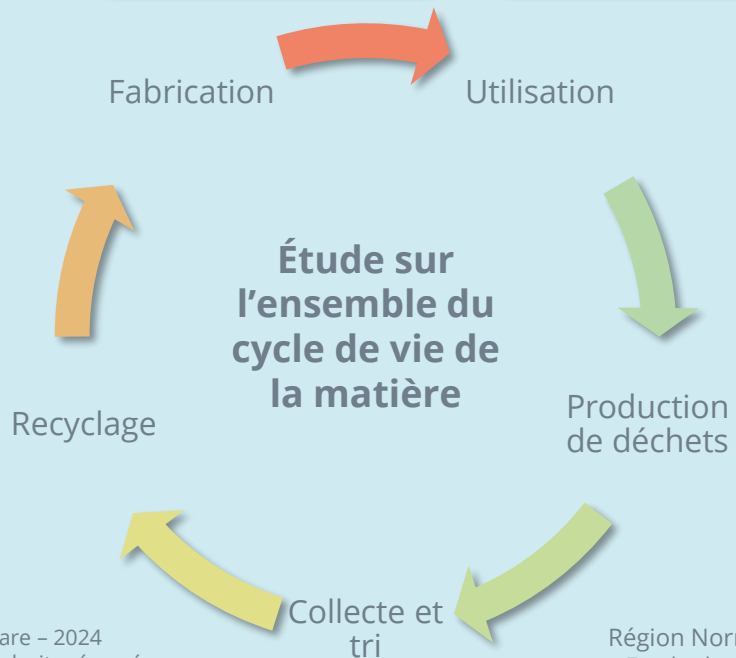 Fabrication
Utilisation
Étude sur
l’ensemble du
cycle de vie de
la matière
Recyclage
Production
de déchets
Collecte et
tri
– 2024
Région